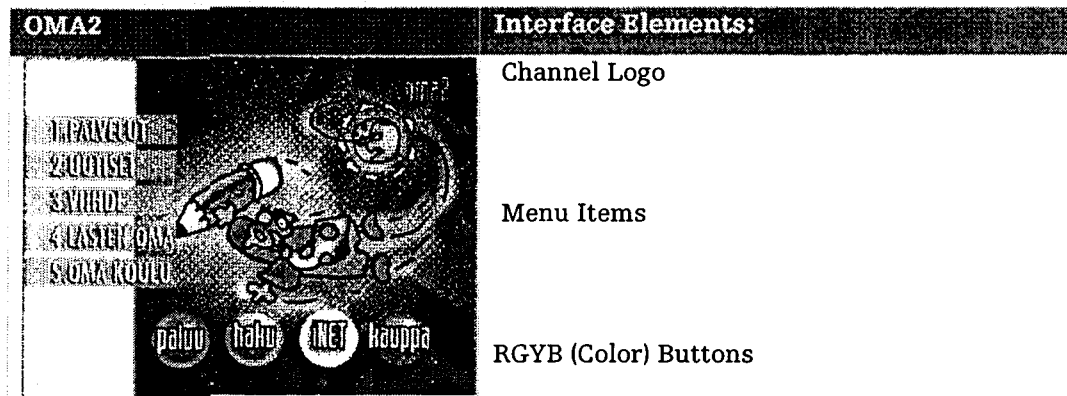 OMA2
Interface Elements:
Channel Logo
oma2
1.PALVELUT
2.UUTISET
3.VIIHDE
4.LASTEN OMA
5.OMA KOULU
Menu Items
paluu haku iNET kauppa
RGYB (Color) Buttons